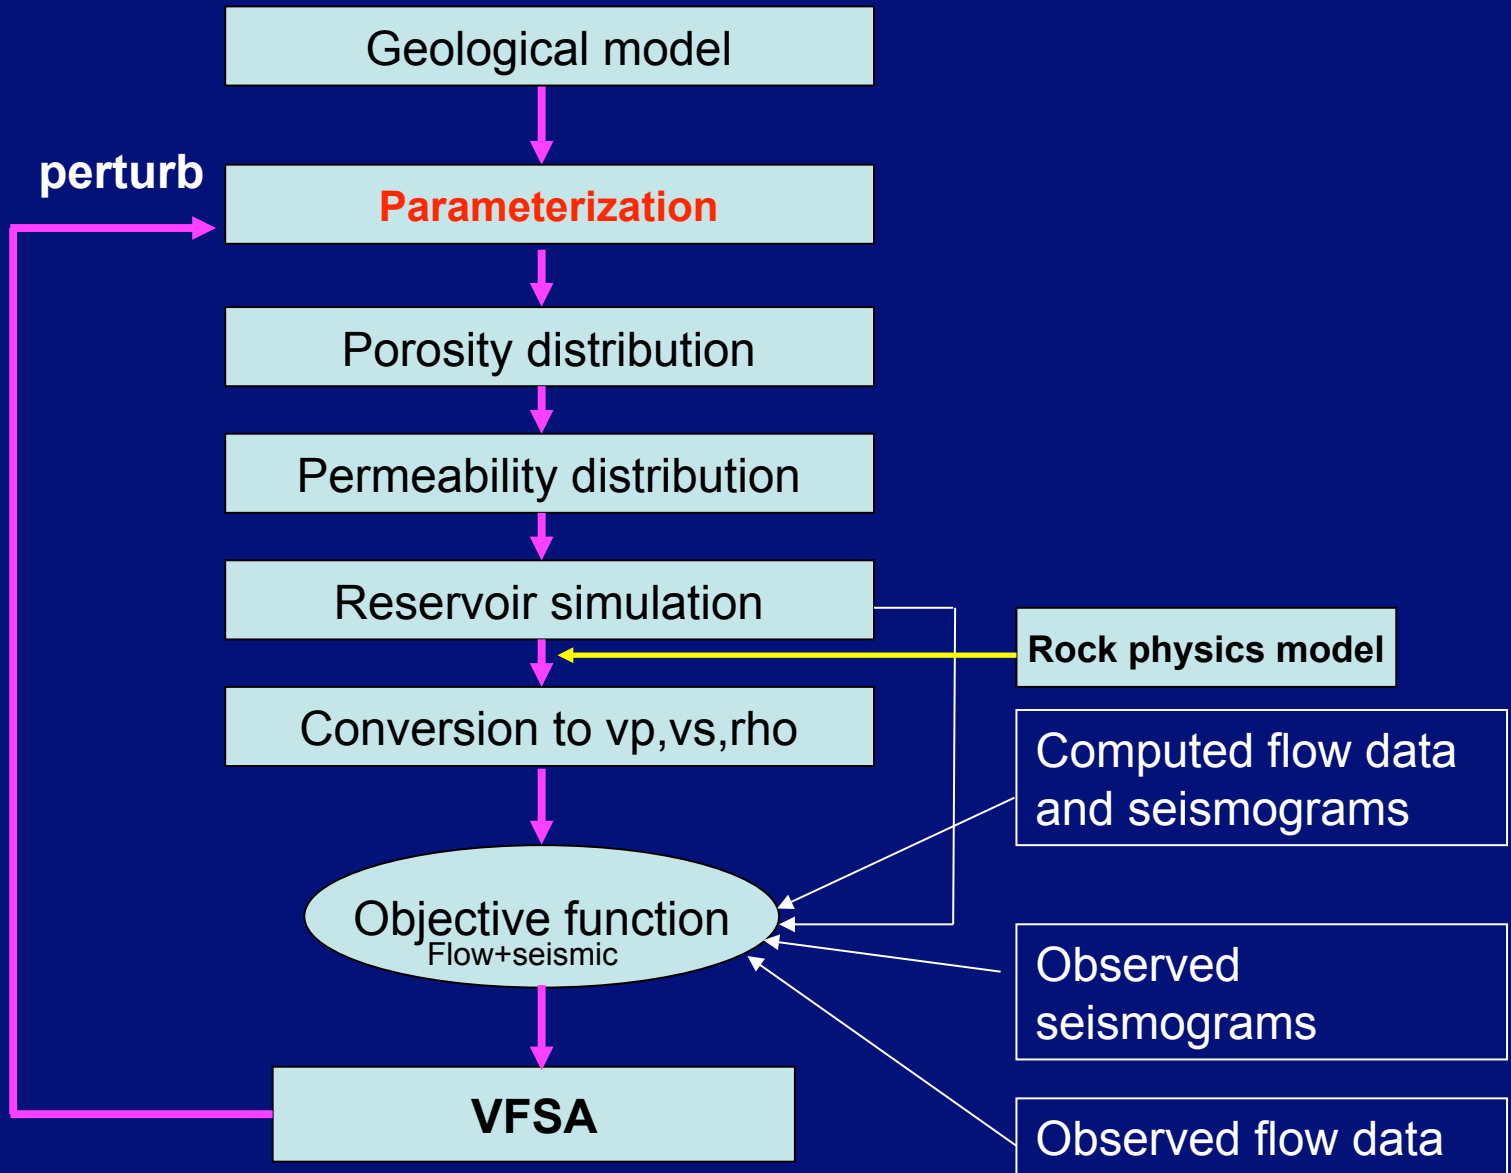 Geological model
perturb
Parameterization
Porosity distribution
Permeability distribution
Reservoir simulation
Rock physics model
Conversion to vp,vs,rho
Computed flow data
and seismograms
Objective function
Flow+seismic
Observed
seismograms
VFSA
Observed flow data